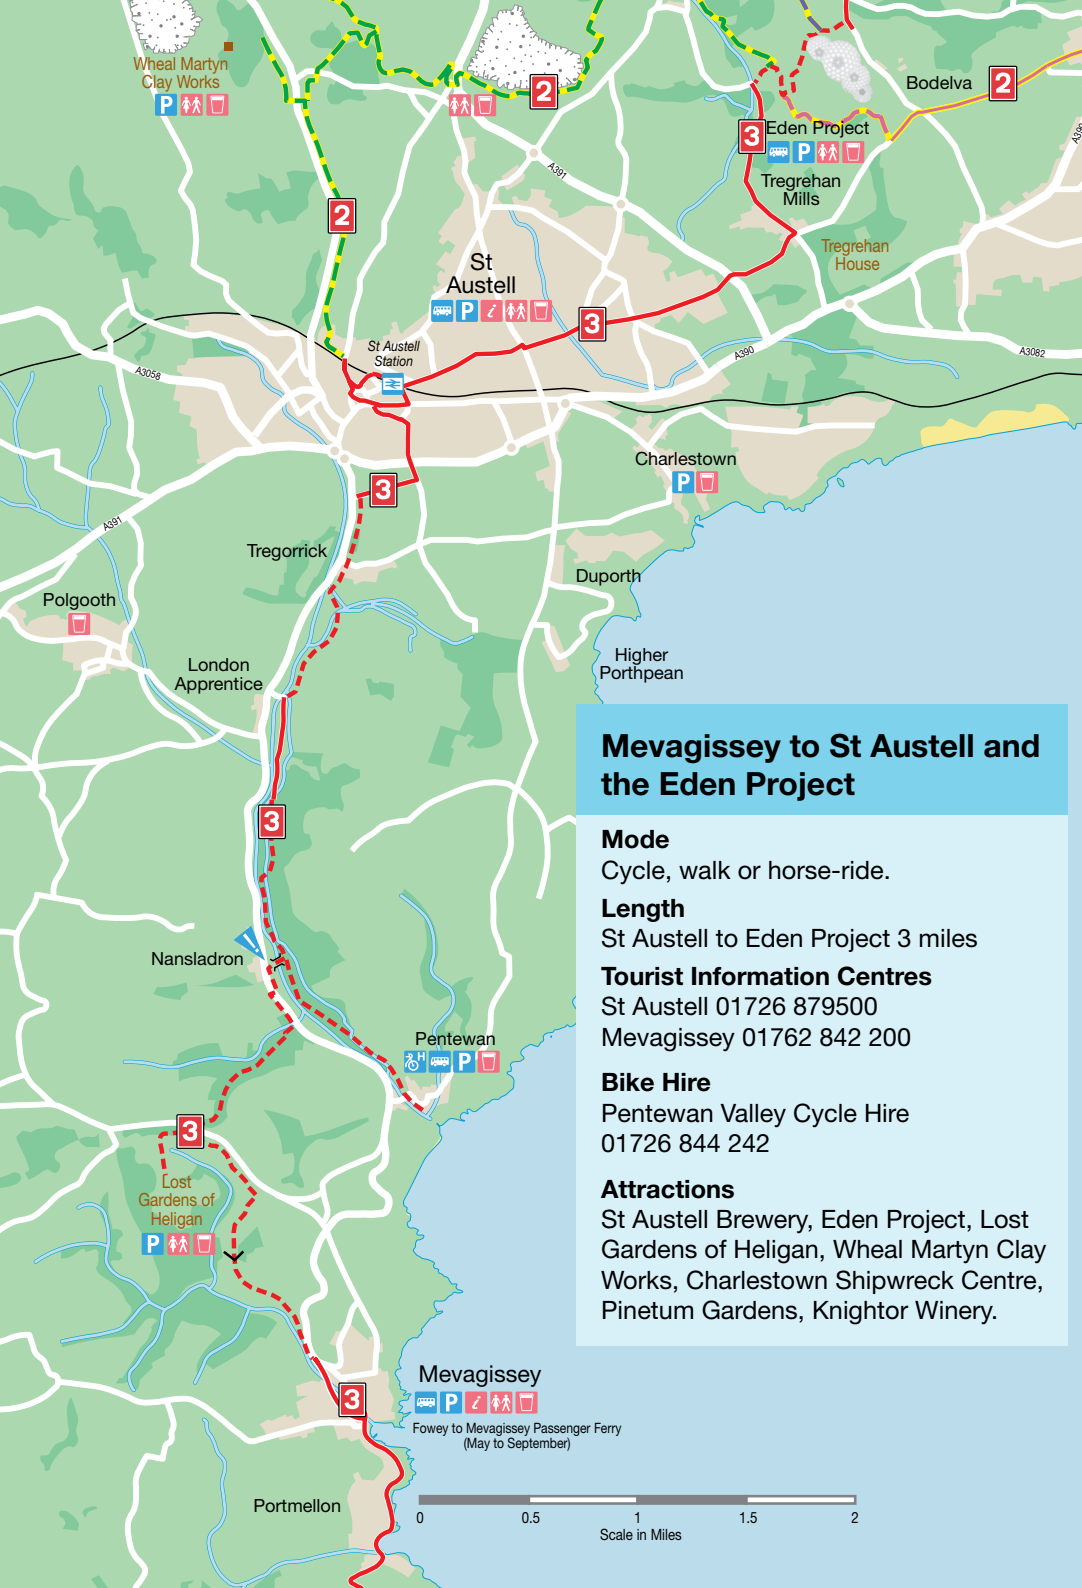 Wheal Martyn
Clay Works
P
2
Bodelva
2
A390
3
Eden Project
P
A391
Tregrehan
Mills
2
Tregrehan
House
St
Austell
P i
3
St Austell
Station
A390
A3082
A3058
Charlestown
P
3
A391
Tregorrick
Duporth
Polgooth
Higher
Porthpean
London
Apprentice
3
!
Nansladron
Pentewan
H P
3
Lost
Gardens of
Heligan
P
3
Mevagissey
P i
Fowey to Mevagissey Passenger Ferry
(May to September)
Portmellon
0 0.5 1 1.5 2
Scale in Miles
Mevagissey to St Austell and
the Eden Project
Mode
Cycle, walk or horse-ride.
Length
St Austell to Eden Project 3 miles
Tourist Information Centres
St Austell 01726 879500
Mevagissey 01762 842 200
Bike Hire
Pentewan Valley Cycle Hire
01726 844 242
Attractions
St Austell Brewery, Eden Project, Lost
Gardens of Heligan, Wheal Martyn Clay
Works, Charlestown Shipwreck Centre,
Pinetum Gardens, Knightor Winery.